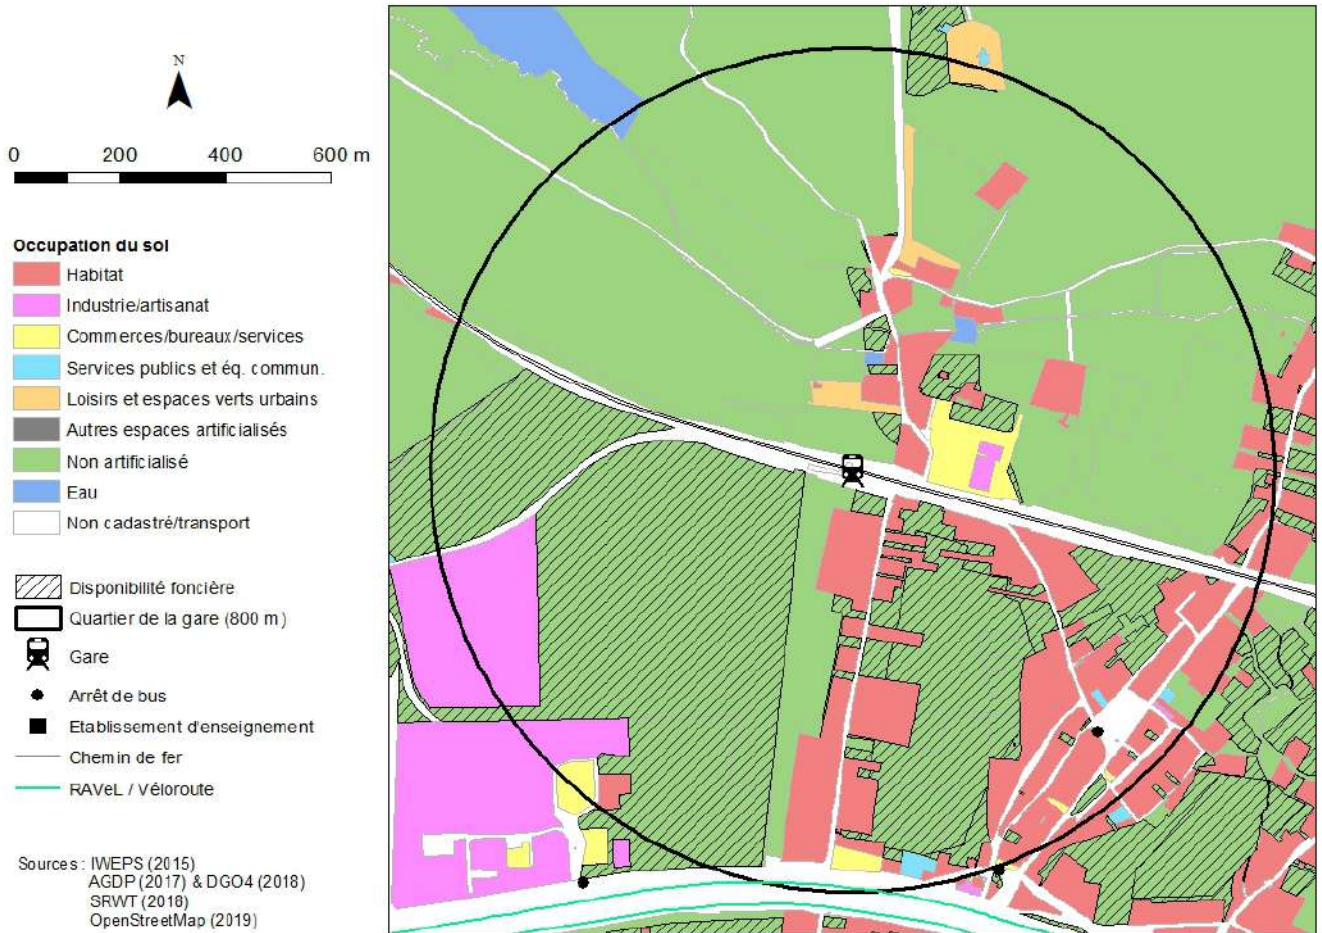 N
0 200 400 600 m
Occupation du sol
Habitat
Industrie/artisanat
Commerces/bureaux/services
Services publics et éq. commun.
Loisirs et espaces verts urbains
Autres espaces artificialisés
Non artificialisé
Eau
Non cadastré/transport
Disponibilité foncière
Quartier de la gare (800 m)
Gare
Arrêt de bus
Etablissement d'enseignement
Chemin de fer
RAVeL / Véloroute
Sources : IWEPS (2015)
AGDP (2017) & DGO4 (2018)
SRWT (2018)
OpenStreetMap (2019)